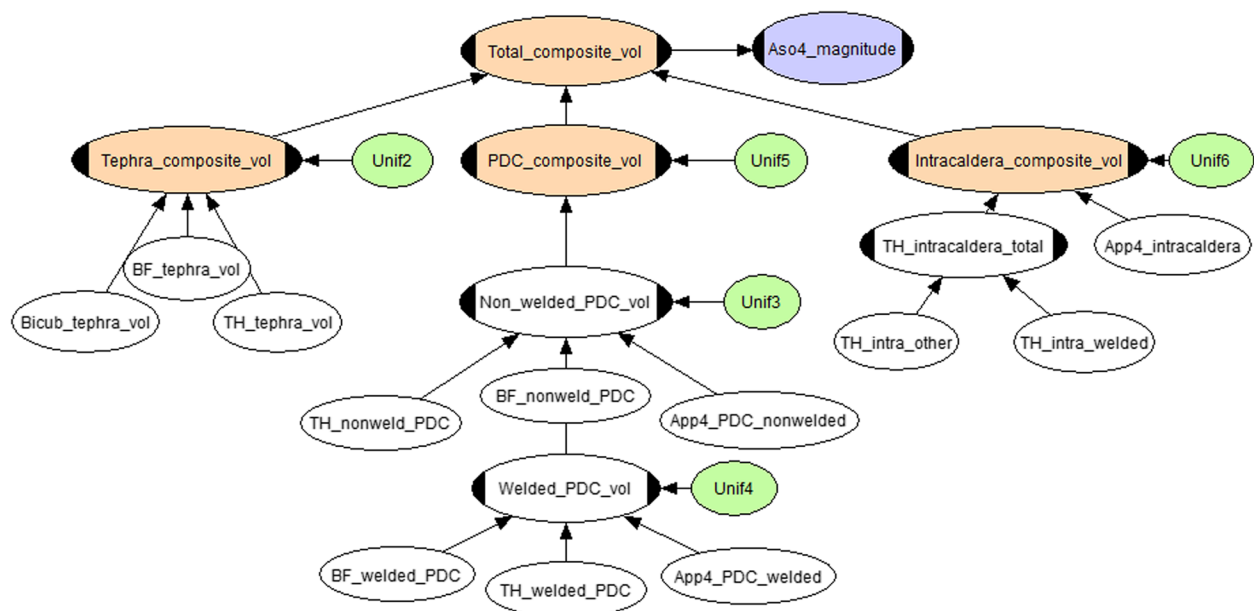 Total_composite_vol
Aso4_magnitude
Tephra_composite_vol
Unif2
PDC_composite_vol
Unif5
Intracaldera_composite_vol
Unif6
BF_tephra_vol
TH_intracaldera_total
App4_intracaldera
Bicub_tephra_vol
TH_tephra_vol
Non_welded_PDC_vol
Unif3
TH_intra_other
TH_intra_welded
BF_nonweld_PDC
TH_nonweld_PDC
App4_PDC_nonwelded
Welded_PDC_vol
Unif4
BF_welded_PDC
TH_welded_PDC
App4_PDC_welded